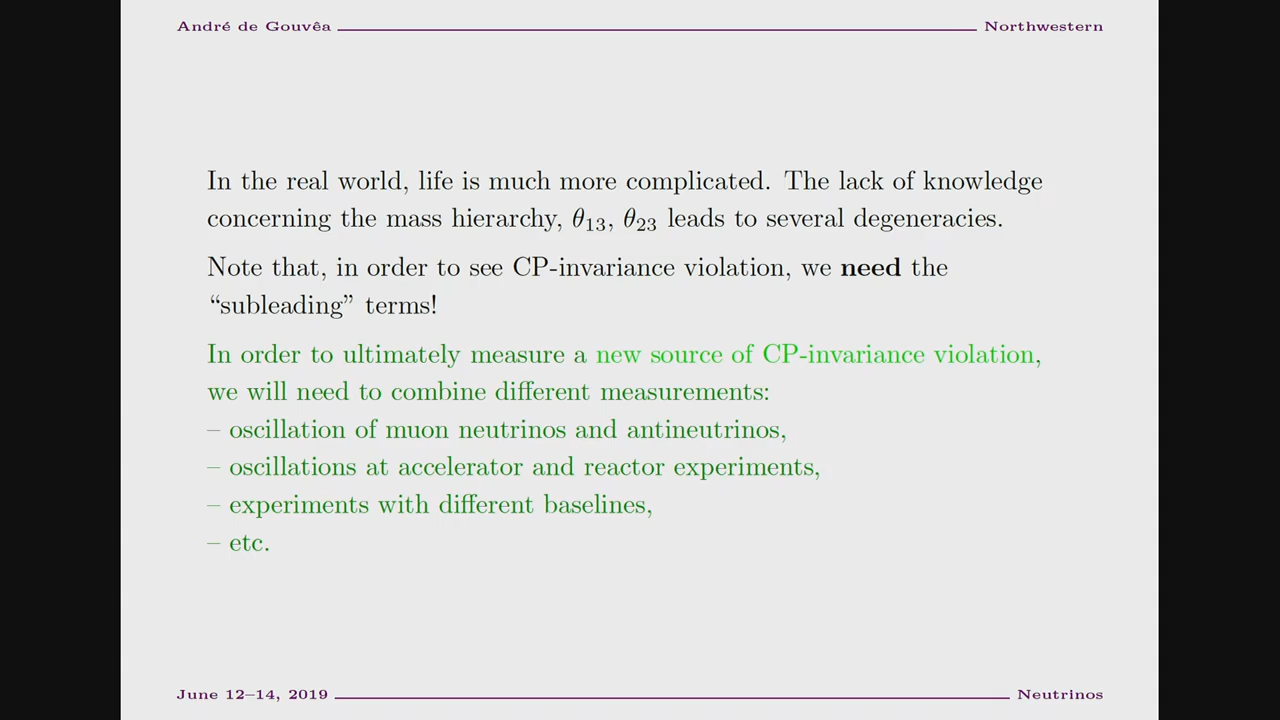 André de Gouvêa
Northwestern
In the real world, life is much more complicated. The lack of knowledge
concerning the mass hierarchy, θ₁₃, θ₂₃ leads to several degeneracies.
Note that, in order to see CP-invariance violation, we need the
“subleading” terms!
In order to ultimately measure a new source of CP-invariance violation,
we will need to combine different measurements:
– oscillation of muon neutrinos and antineutrinos,
– oscillations at accelerator and reactor experiments,
– experiments with different baselines,
– etc.
June 12–14, 2019
Neutrinos